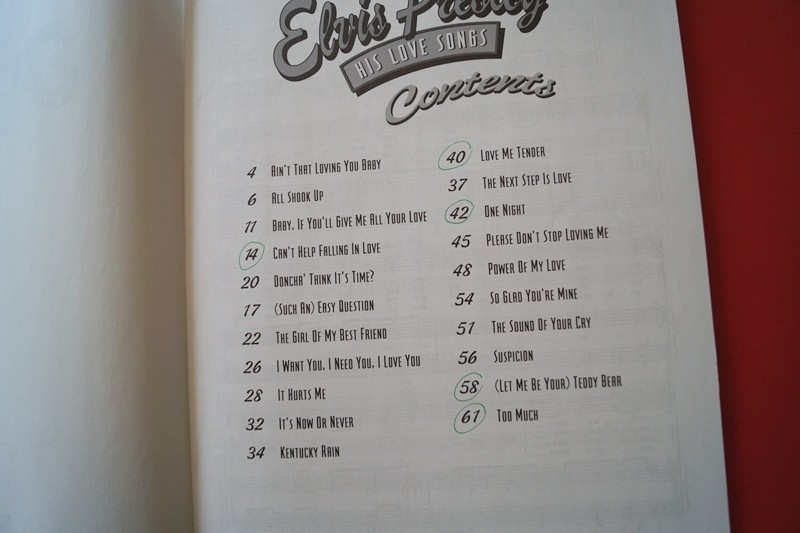 Elvis Presley
HIS LOVE SONGS
Contents
4 AIN'T THAT LOVING YOU BABY
6 ALL SHOOK UP
11 BABY, IF YOU'LL GIVE ME ALL YOUR LOVE
14 CAN'T HELP FALLING IN LOVE
20 DONCHA' THINK IT'S TIME?
17 (SUCH AN) EASY QUESTION
22 THE GIRL OF MY BEST FRIEND
26 I WANT YOU, I NEED YOU, I LOVE YOU
28 IT HURTS ME
32 IT'S NOW OR NEVER
34 KENTUCKY RAIN
40 LOVE ME TENDER
37 THE NEXT STEP IS LOVE
42 ONE NIGHT
45 PLEASE DON'T STOP LOVING ME
48 POWER OF MY LOVE
54 SO GLAD YOU'RE MINE
51 THE SOUND OF YOUR CRY
56 SUSPICION
58 (LET ME BE YOUR) TEDDY BEAR
61 TOO MUCH